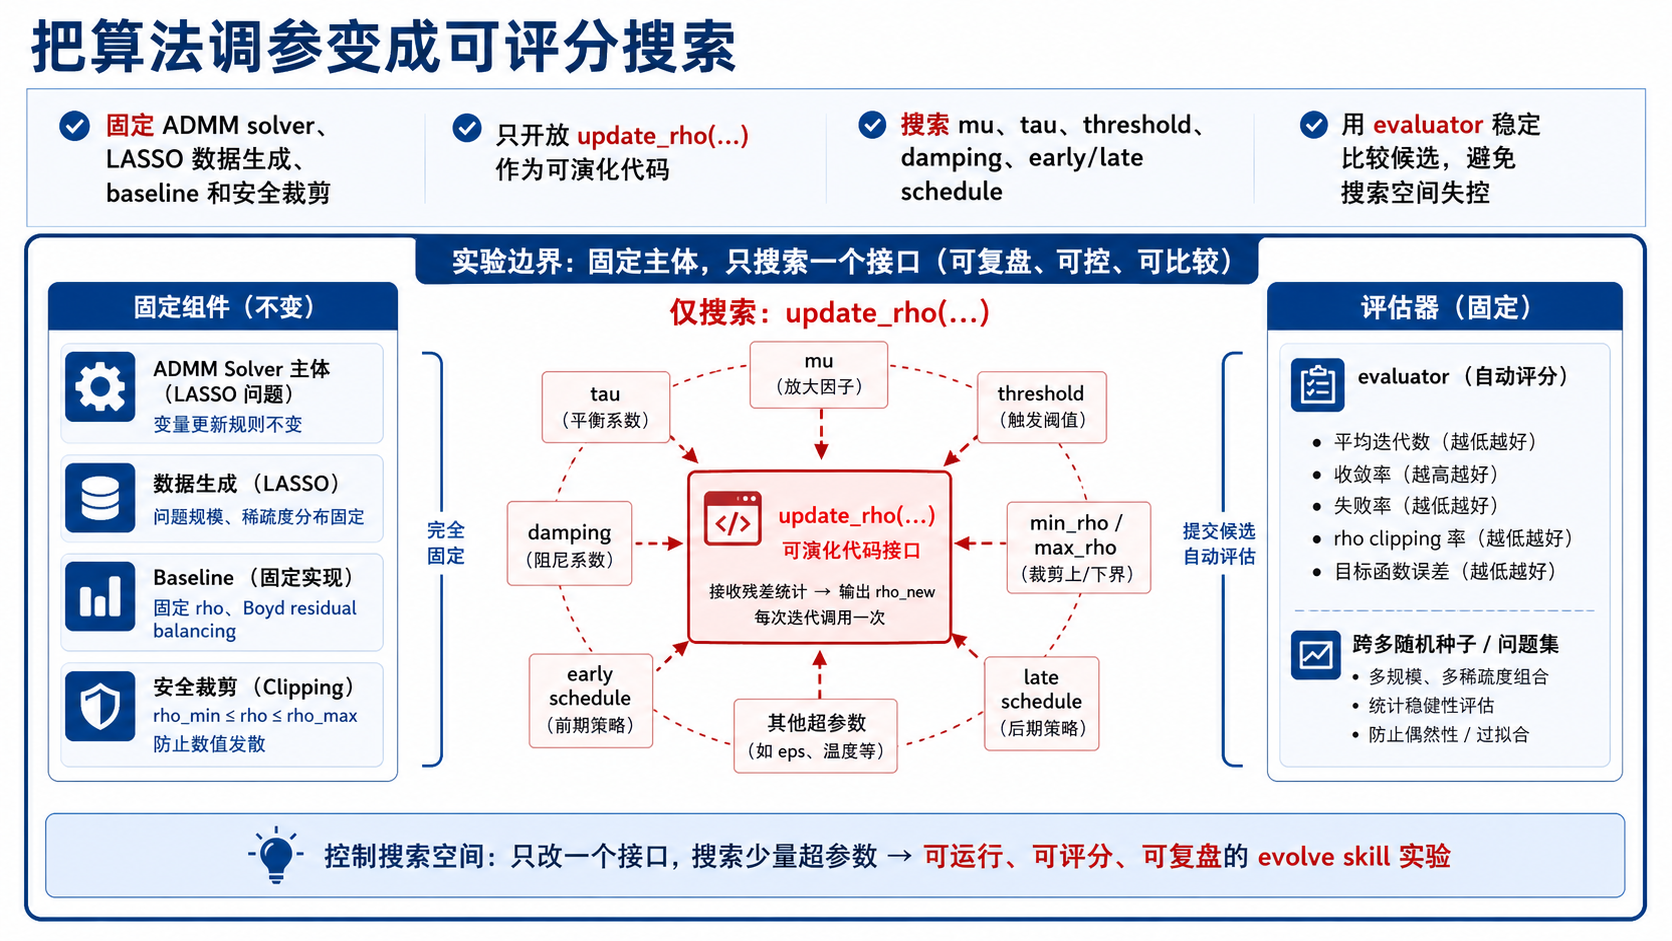 把算法调参变成可评分搜索
固定 ADMM solver、
LASSO 数据生成、
baseline 和安全裁剪
只开放 update_rho(...)
作为可演化代码
搜索 mu、tau、threshold、
damping、early/late
schedule
用 evaluator 稳定
比较候选，避免
搜索空间失控
实验边界：固定主体，只搜索一个接口（可复盘、可控、可比较）
固定组件（不变）
ADMM Solver 主体
（LASSO 问题）
变量更新规则不变
数据生成（LASSO）
问题规模、稀疏度分布固定
Baseline（固定实现）
固定 rho、Boyd residual
balancing
安全裁剪（Clipping）
rho_min ≤ rho ≤ rho_max
防止数值发散
完全
固定
仅搜索：update_rho(...)
mu
（放大因子）
tau
（平衡系数）
threshold
（触发阈值）
damping
（阻尼系数）
min_rho /
max_rho
（裁剪上/下界）
</>
update_rho(...)
可演化代码接口
接收残差统计 → 输出 rho_new
每次迭代调用一次
early
schedule
（前期策略）
其他超参数
（如 eps、温度等）
late
schedule
（后期策略）
提交候选
自动评估
评估器（固定）
evaluator（自动评分）
• 平均迭代数（越低越好）
• 收敛率（越高越好）
• 失败率（越低越好）
• rho clipping 率（越低越好）
• 目标函数误差（越低越好）
跨多随机种子 / 问题集
• 多规模、多稀疏度组合
• 统计稳健性评估
• 防止偶然性 / 过拟合
控制搜索空间：只改一个接口，搜索少量超参数 → 可运行、可评分、可复盘的 evolve skill 实验